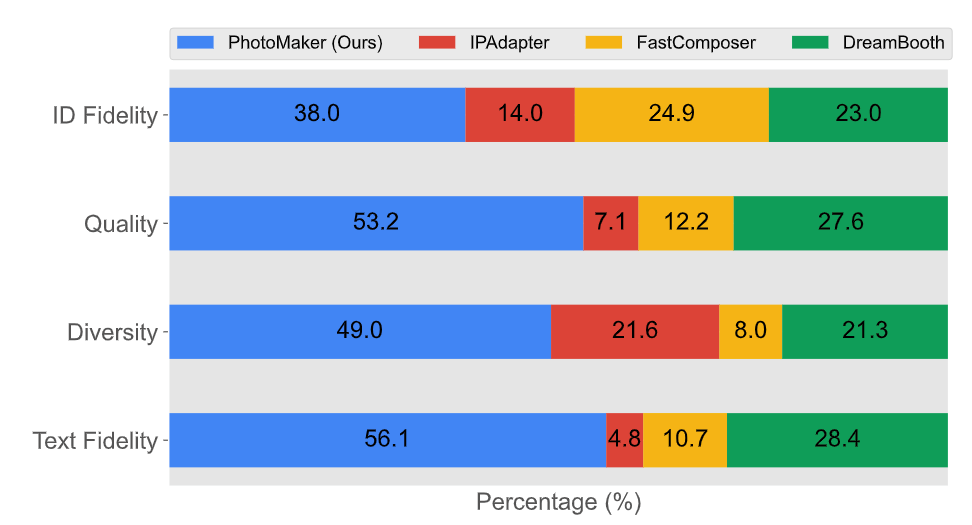 PhotoMaker (Ours) IPAdapter FastComposer DreamBooth
ID Fidelity 38.0 14.0 24.9 23.0
Quality 53.2 7.1 12.2 27.6
Diversity 49.0 21.6 8.0 21.3
Text Fidelity 56.1 4.8 10.7 28.4
Percentage (%)